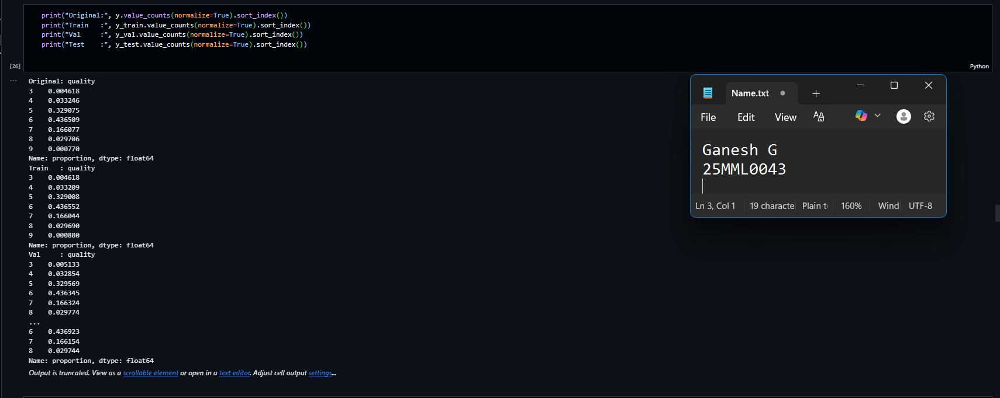 print("Original:", y.value_counts(normalize=True).sort_index())
print("Train   :", y_train.value_counts(normalize=True).sort_index())
print("Val     :", y_val.value_counts(normalize=True).sort_index())
print("Test    :", y_test.value_counts(normalize=True).sort_index())
[26]
Python
...
Original: quality
3    0.004618
4    0.033246
5    0.329075
6    0.436509
7    0.166077
8    0.029706
9    0.000770
Name: proportion, dtype: float64
Train   : quality
3    0.004618
4    0.033209
5    0.329008
6    0.436552
7    0.166044
8    0.029690
9    0.000880
Name: proportion, dtype: float64
Val     : quality
3    0.005133
4    0.032854
5    0.329569
6    0.436345
7    0.166324
8    0.029774
...
6    0.436923
7    0.166154
8    0.029744
Name: proportion, dtype: float64
Output is truncated. View as a scrollable element or open in a text editor. Adjust cell output settings...
Name.txt
File Edit View
Ganesh G
25MML0043
Ln 3, Col 1 19 characte Plain t 160% Wind UTF-8